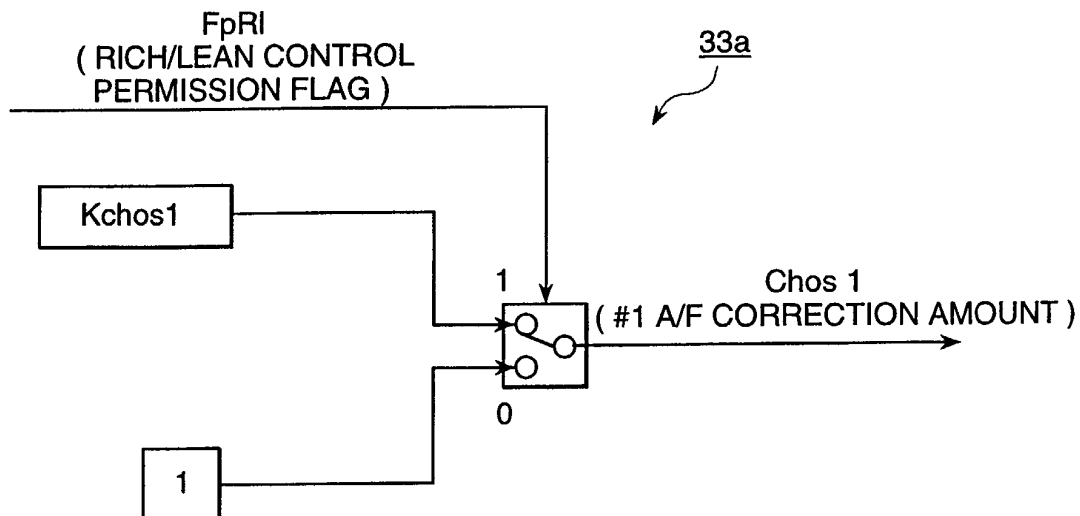 FpRl
( RICH/LEAN CONTROL
PERMISSION FLAG )
33a
Kchos1
1
Chos 1
( #1 A/F CORRECTION AMOUNT )
0
1